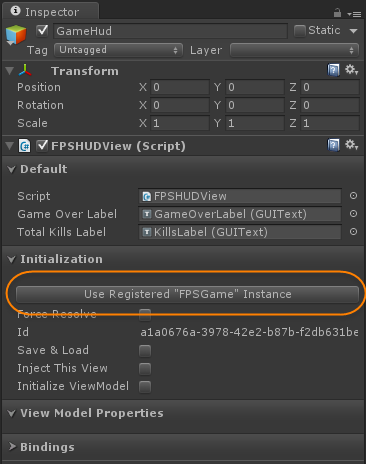 Inspector
GameHud Static
Tag Untagged Layer
Transform
Position X 0 Y 0 Z 0
Rotation X 0 Y 0 Z 0
Scale X 1 Y 1 Z 1
FPSHUDView (Script)
Default
Script FPSHUDView
Game Over Label GameOverLabel (GUIText)
Total Kills Label KillsLabel (GUIText)
Initialization
Use Registered "FPSGame" Instance
Force Resolve
Id a1a0676a-3978-42e2-b87b-f2db631be
Save & Load
Inject This View
Initialize ViewModel
View Model Properties
Bindings